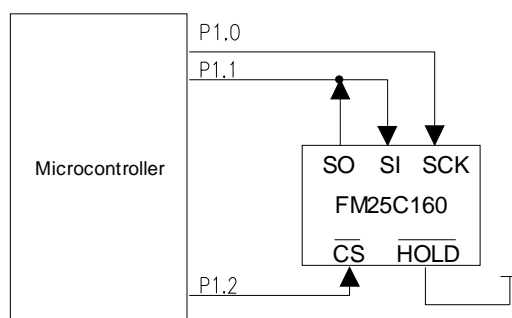 P1.0
P1.1
Microcontroller
SO SI SCK
FM25C160
CS HOLD
P1.2